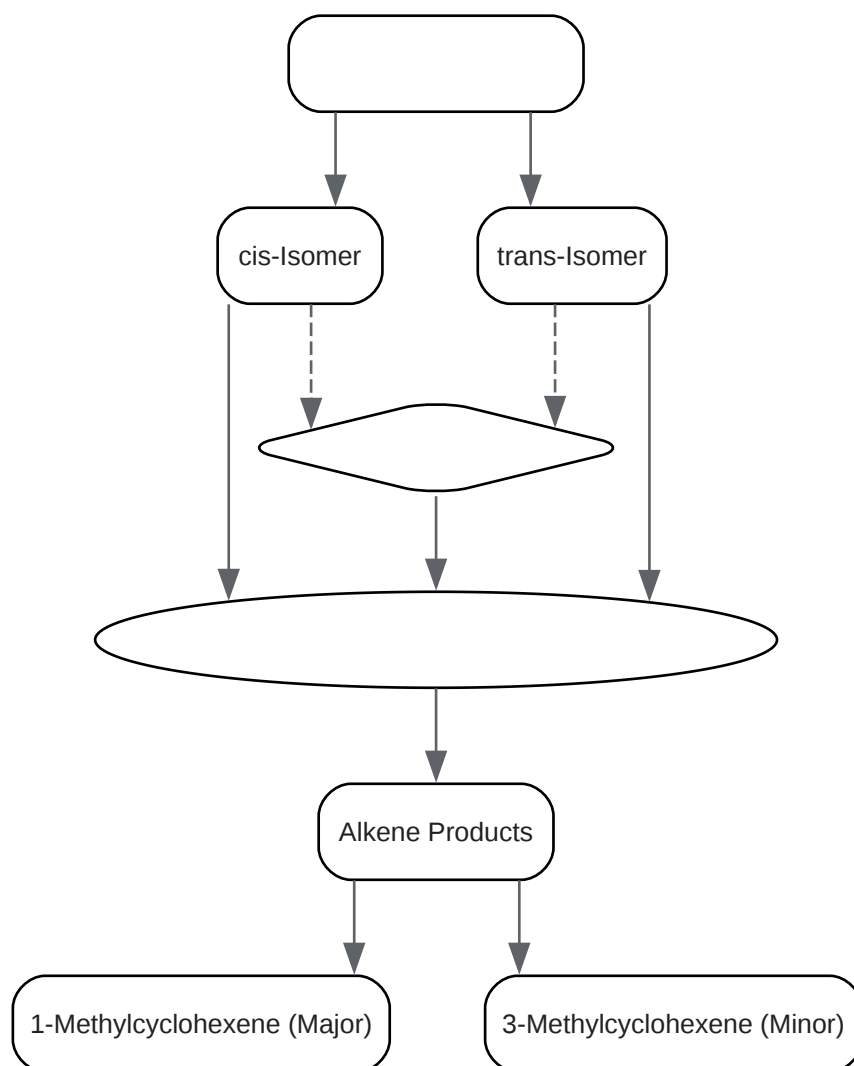 cis-Isomer
trans-Isomer
Alkene Products
1-Methylcyclohexene (Major)
3-Methylcyclohexene (Minor)